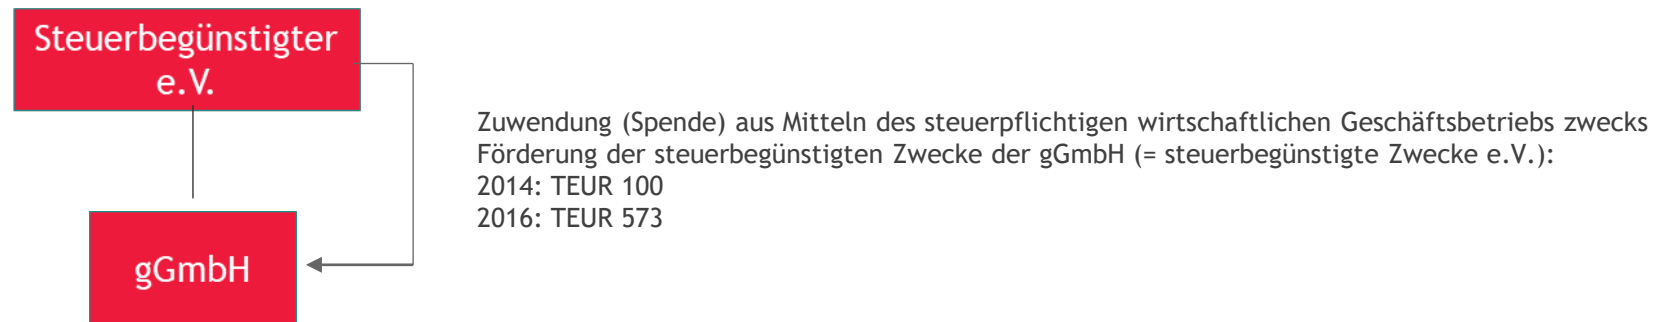 Steuerbegünstigter
e.V.
Zuwendung (Spende) aus Mitteln des steuerpflichtigen wirtschaftlichen Geschäftsbetriebs zwecks
Förderung der steuerbegünstigten Zwecke der gGmbH (= steuerbegünstigte Zwecke e.V.):
2014: TEUR 100
2016: TEUR 573
gGmbH